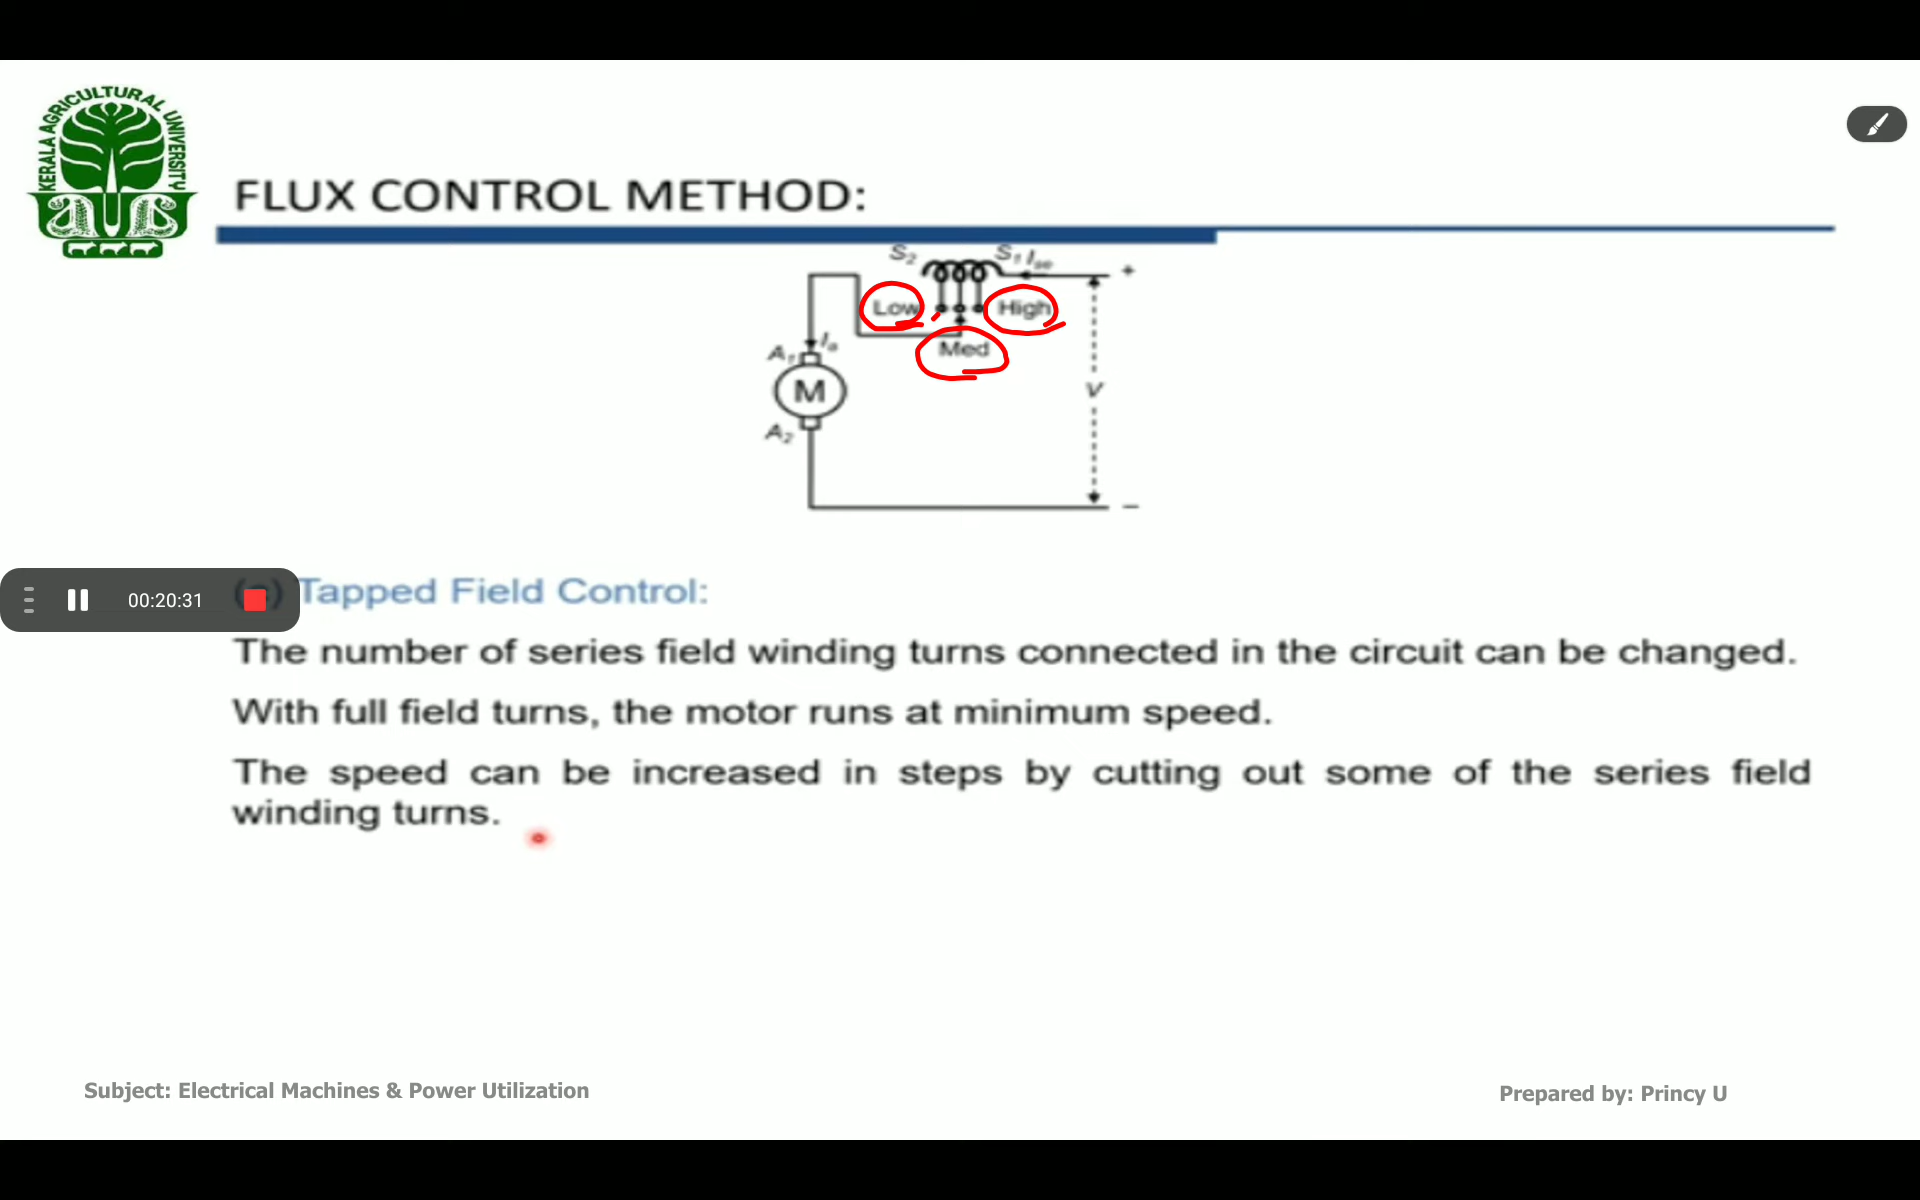 KERALA AGRICULTURAL UNIVERSITY
FLUX CONTROL METHOD:
S2 S1 Ise +
Low High
Ia
Med
A1
M
V
A2
−
00:20:31
Tapped Field Control:
The number of series field winding turns connected in the circuit can be changed.
With full field turns, the motor runs at minimum speed.
The speed can be increased in steps by cutting out some of the series field
winding turns.
Subject: Electrical Machines & Power Utilization
Prepared by: Princy U